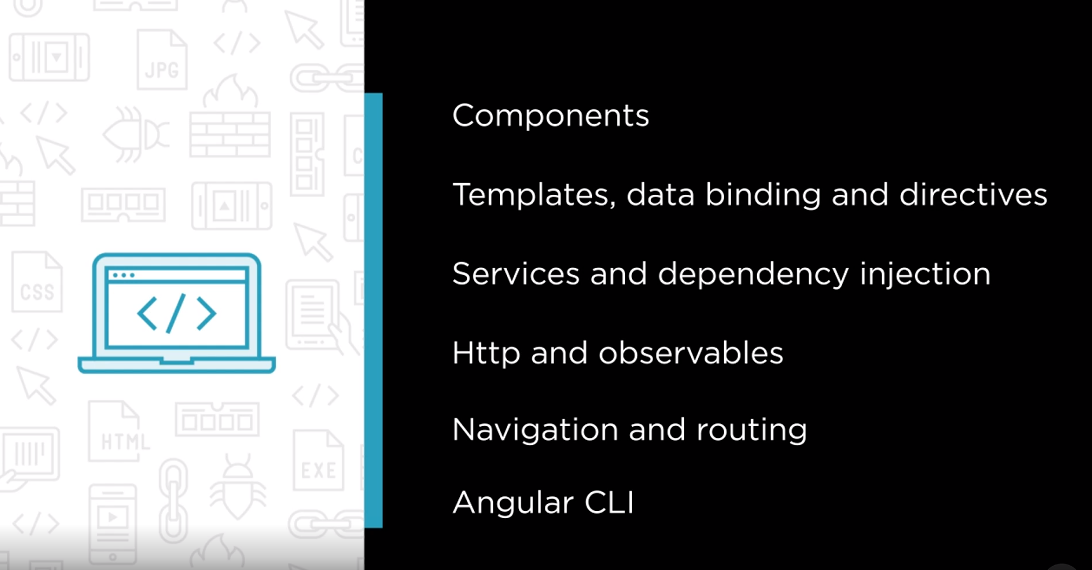 JPG
</>
</>
C
CSS
</>
</>
</>
HTML
EXE
</>
Components
Templates, data binding and directives
Services and dependency injection
Http and observables
Navigation and routing
Angular CLI